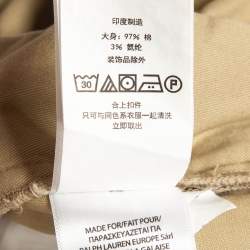 印度制造
大身：97% 棉
3% 氨纶
装饰品除外
30 P
合上扣件
只可与同色系衣服一起清洗
立即取出
MADE FOR/FAIT POUR/
ΠΑΡΑΣΚΕΥΑΖΕΤΑΙ ΓΙΑ
RALPH LAUREN EUROPE Sàrl